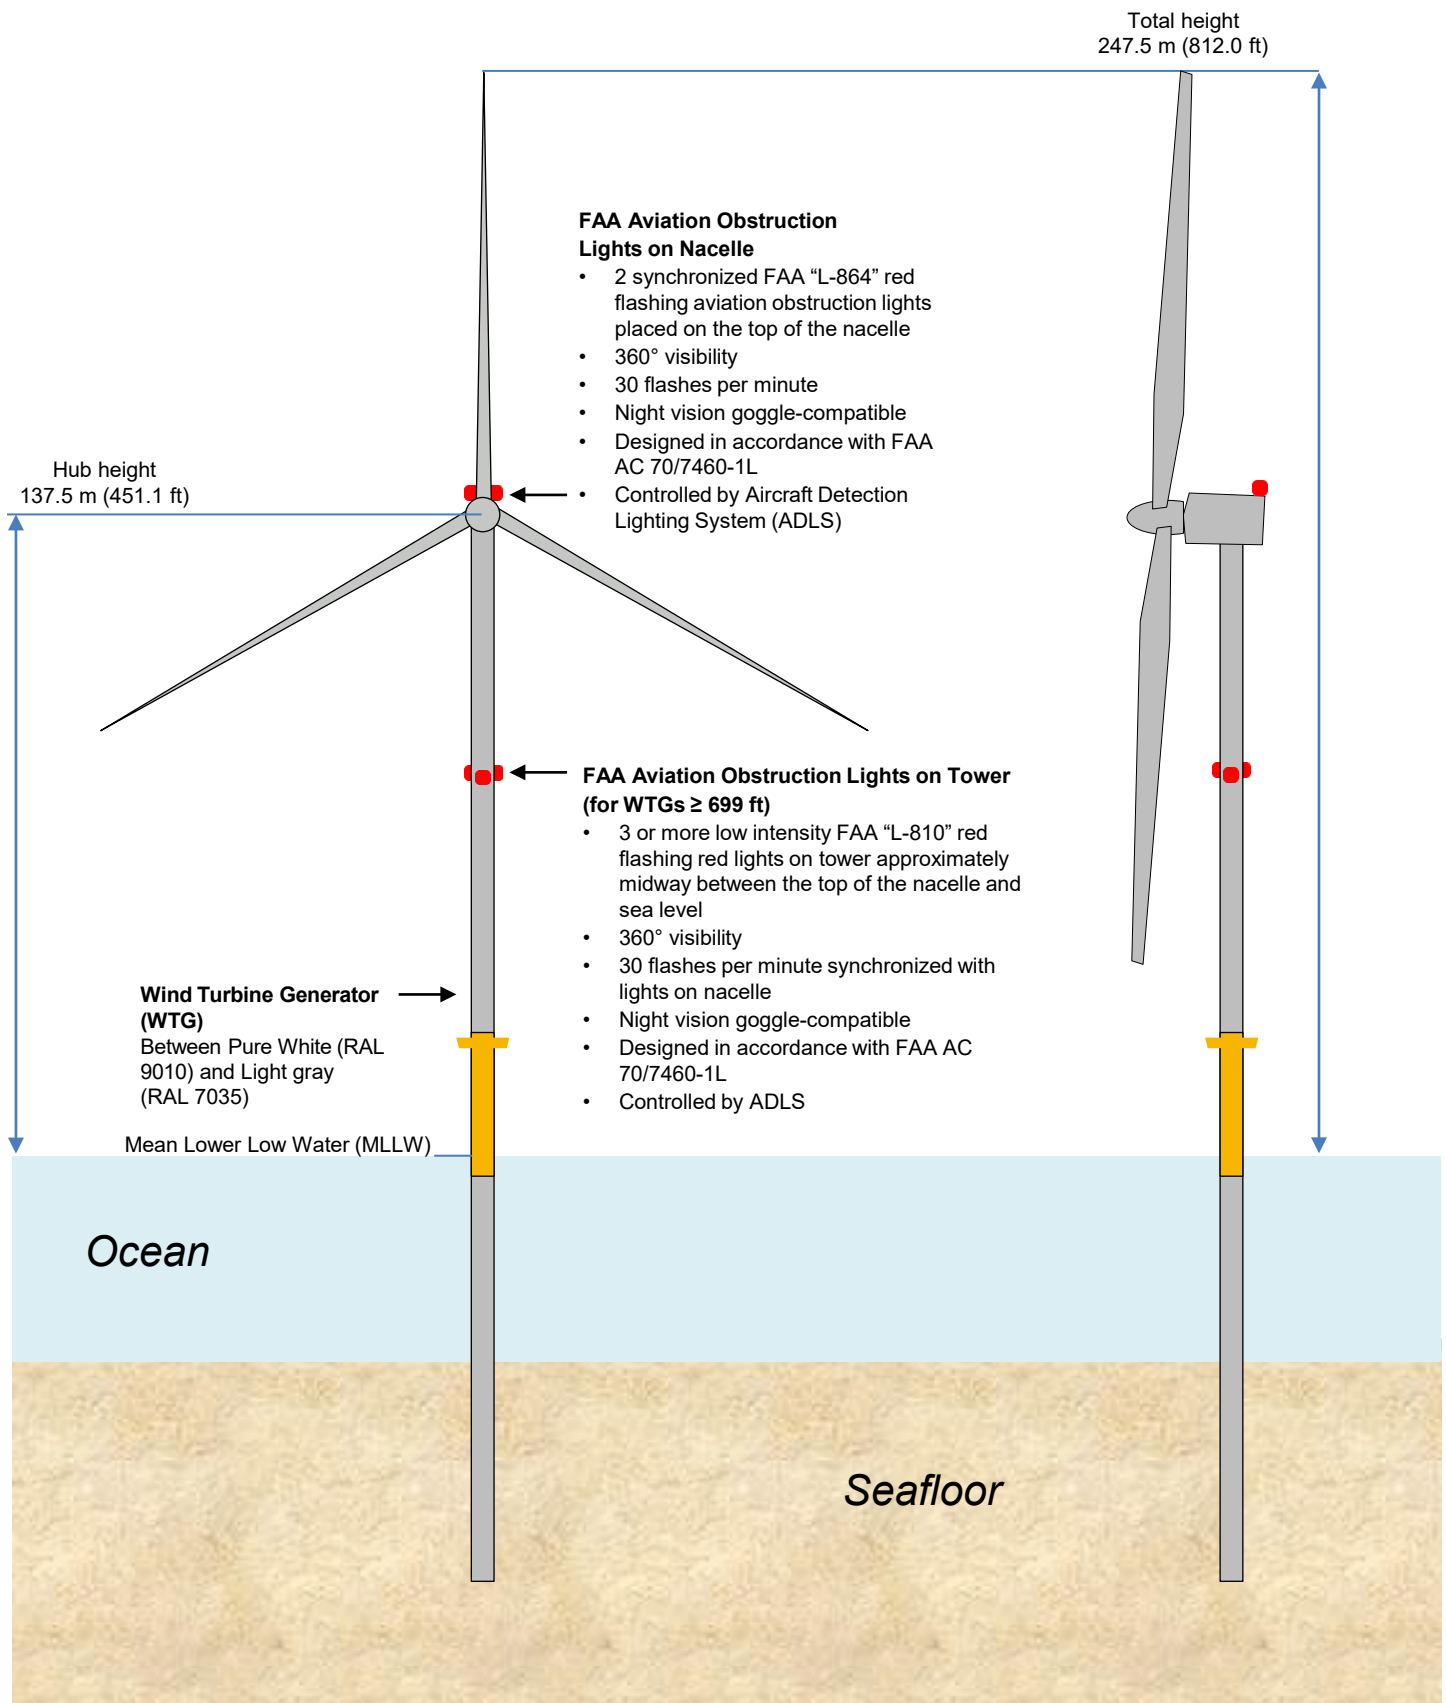 Total height
247.5 m (812.0 ft)
FAA Aviation Obstruction
Lights on Nacelle
• 2 synchronized FAA “L-864” red
flashing aviation obstruction lights
placed on the top of the nacelle
• 360° visibility
• 30 flashes per minute
• Night vision goggle-compatible
• Designed in accordance with FAA
AC 70/7460-1L
• Controlled by Aircraft Detection
Lighting System (ADLS)
Hub height
137.5 m (451.1 ft)
FAA Aviation Obstruction Lights on Tower
(for WTGs ≥ 699 ft)
• 3 or more low intensity FAA “L-810” red
flashing red lights on tower approximately
midway between the top of the nacelle and
sea level
• 360° visibility
• 30 flashes per minute synchronized with
lights on nacelle
• Night vision goggle-compatible
• Designed in accordance with FAA AC
70/7460-1L
• Controlled by ADLS
Wind Turbine Generator
(WTG)
Between Pure White (RAL
9010) and Light gray
(RAL 7035)
Mean Lower Low Water (MLLW)
Ocean
Seafloor